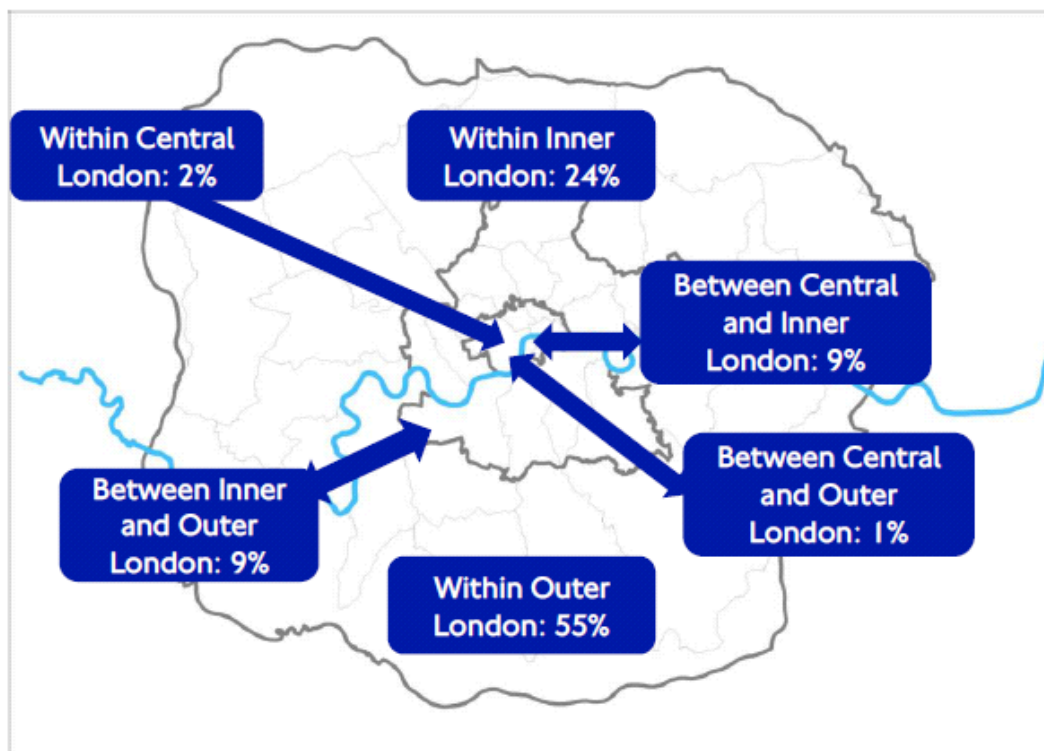 Within Central
London: 2%
Within Inner
London: 24%
Between Central
and Inner
London: 9%
Between Inner
and Outer
London: 9%
Between Central
and Outer
London: 1%
Within Outer
London: 55%